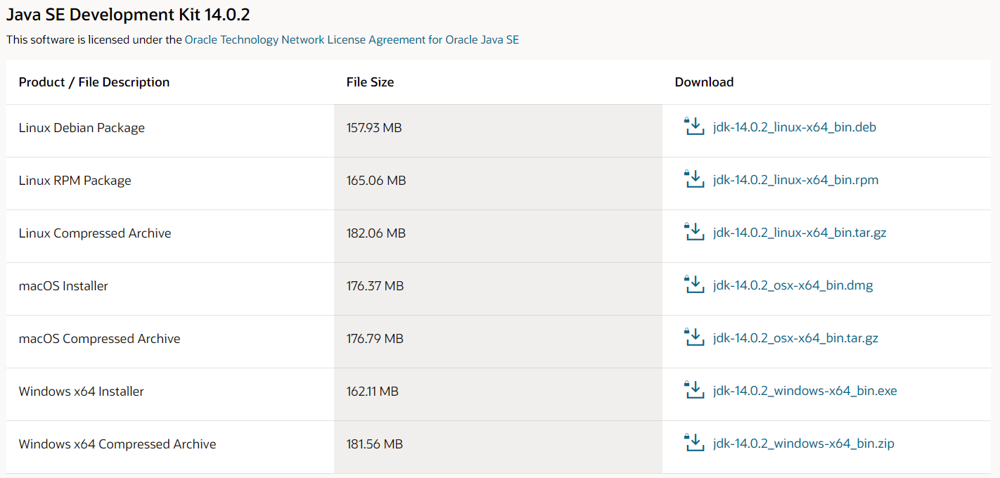 Java SE Development Kit 14.0.2
This software is licensed under the Oracle Technology Network License Agreement for Oracle Java SE
Product / File Description File Size Download
Linux Debian Package 157.93 MB jdk-14.0.2_linux-x64_bin.deb
Linux RPM Package 165.06 MB jdk-14.0.2_linux-x64_bin.rpm
Linux Compressed Archive 182.06 MB jdk-14.0.2_linux-x64_bin.tar.gz
macOS Installer 176.37 MB jdk-14.0.2_osx-x64_bin.dmg
macOS Compressed Archive 176.79 MB jdk-14.0.2_osx-x64_bin.tar.gz
Windows x64 Installer 162.11 MB jdk-14.0.2_windows-x64_bin.exe
Windows x64 Compressed Archive 181.56 MB jdk-14.0.2_windows-x64_bin.zip